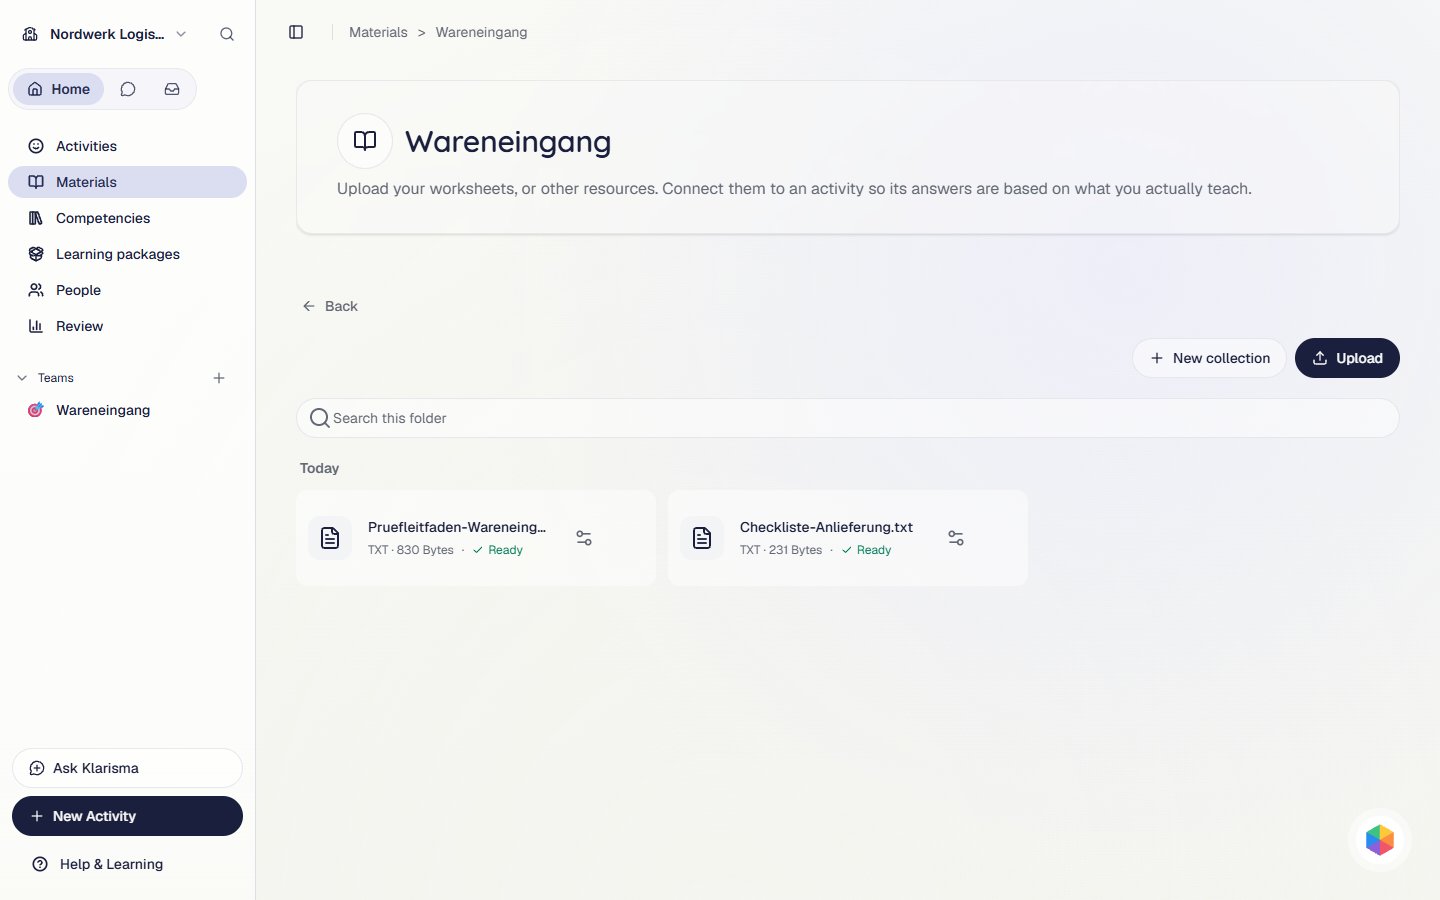 Nordwerk Logis...
Home
Activities
Materials
Competencies
Learning packages
People
Review
Teams
Wareneingang
Ask Klarisma
New Activity
Help & Learning
Materials > Wareneingang
Wareneingang
Upload your worksheets, or other resources. Connect them to an activity so its answers are based on what you actually teach.
Back
New collection
Upload
Search this folder
Today
Pruefleitfaden-Wareneing...
TXT · 830 Bytes · Ready
Checkliste-Anlieferung.txt
TXT · 231 Bytes · Ready